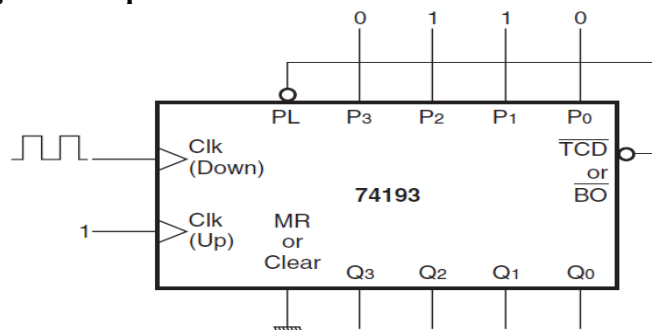 0 1 1 0
PL P3 P2 P1 P0
Clk
(Down)
TCD
or
BO
74193
1
Clk
(Up)
MR
or
Clear
Q3 Q2 Q1 Q0